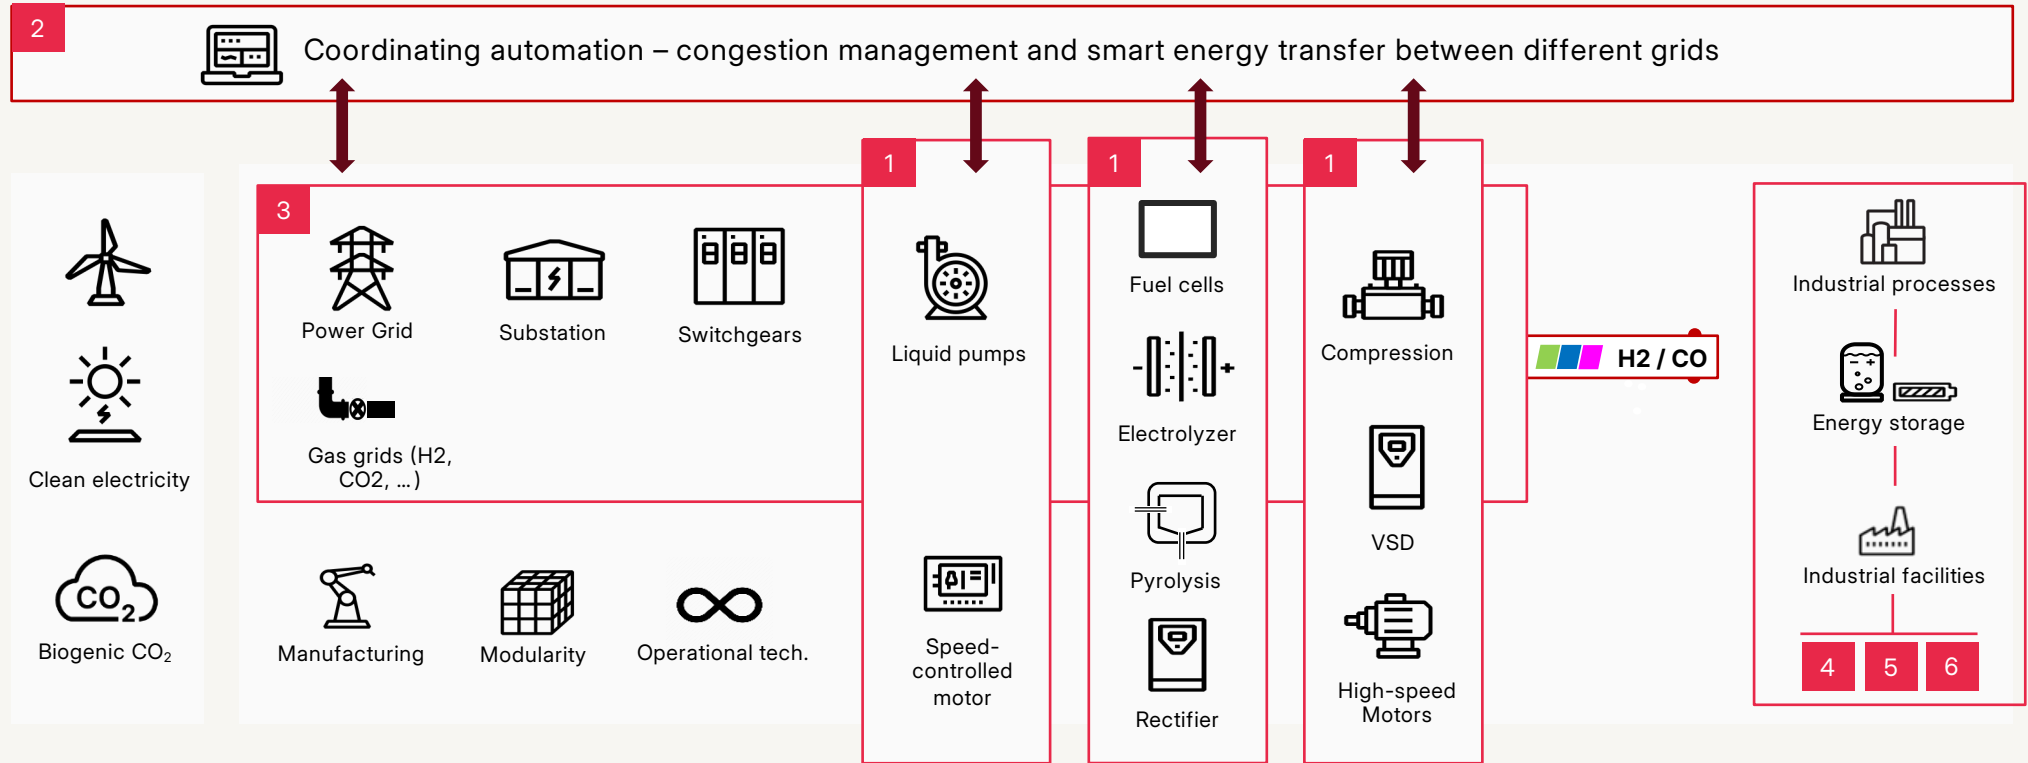 2
Coordinating automation – congestion management and smart energy transfer between different grids
Clean electricity
CO₂
Biogenic CO₂
3
Power Grid
Substation
Switchgears
Gas grids (H2,
CO2, ...)
Manufacturing
Modularity
Operational tech.
1
Liquid pumps
Speed-
controlled
motor
1
Fuel cells
- +
Electrolyzer
Pyrolysis
Rectifier
1
Compression
VSD
High-speed
Motors
H2 / CO
Industrial processes
- +
Energy storage
Industrial facilities
4 5 6